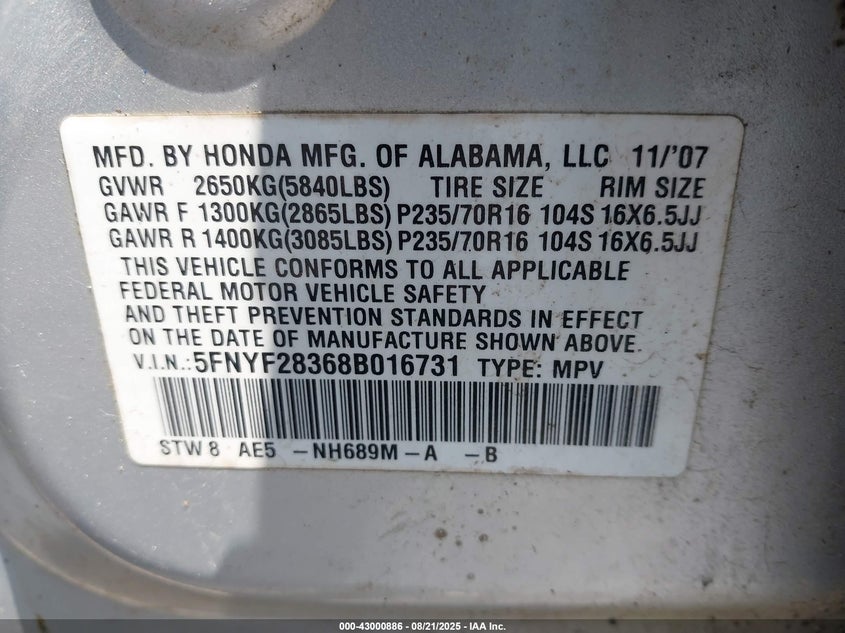 MFD. BY HONDA MFG. OF ALABAMA, LLC 11/'07
GVWR 2650KG(5840LBS) TIRE SIZE RIM SIZE
GAWR F 1300KG(2865LBS) P235/70R16 104S 16X6.5JJ
GAWR R 1400KG(3085LBS) P235/70R16 104S 16X6.5JJ
THIS VEHICLE CONFORMS TO ALL APPLICABLE
FEDERAL MOTOR VEHICLE SAFETY
AND THEFT PREVENTION STANDARDS IN EFFECT
ON THE DATE OF MANUFACTURE SHOWN ABOVE.
V.I.N.: 5FNYF28368B016731 TYPE: MPV
STW 8 AE5 -NH689M-A -B
000-43000886 - 08/21/2025 - IAA Inc.